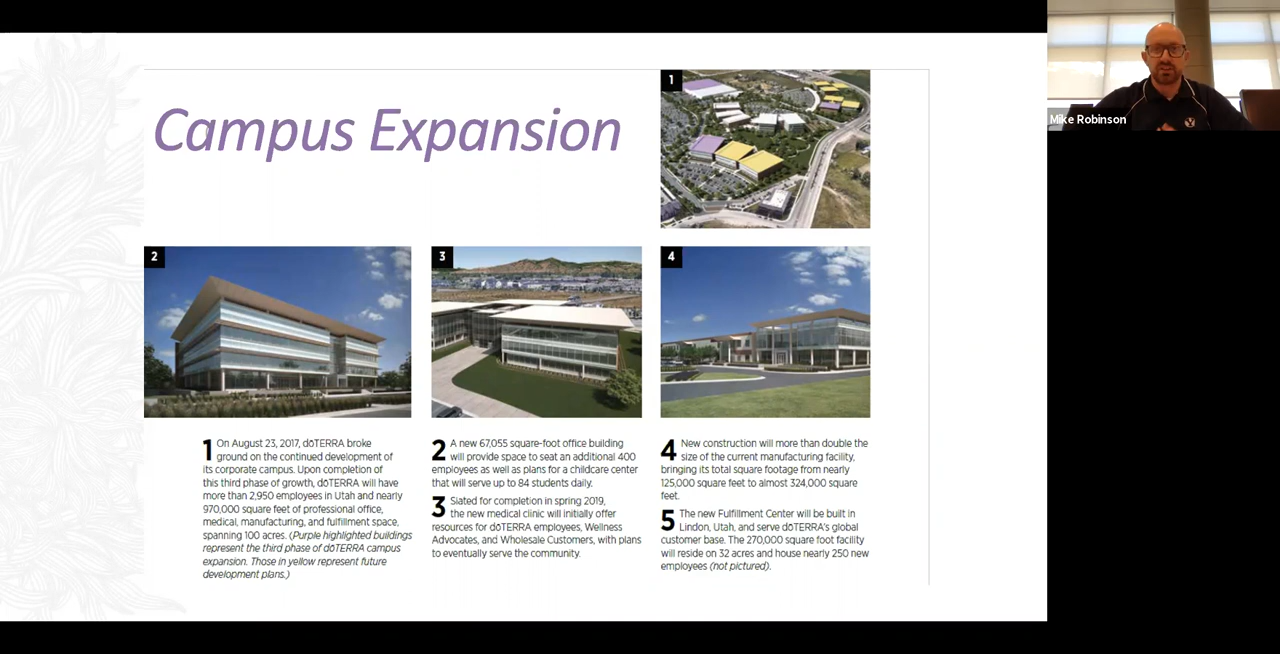 Campus Expansion
1
Mike Robinson
2
3
4
1 On August 23, 2017, dōTERRA broke
ground on the continued development of
its corporate campus. Upon completion of
this third phase of growth, dōTERRA will have
more than 2,950 employees in Utah and nearly
970,000 square feet of professional office,
medical, manufacturing, and fulfillment space,
spanning 100 acres. (Purple highlighted buildings
represent the third phase of dōTERRA campus
expansion. Those in yellow represent future
development plans.)
2 A new 67,055 square-foot office building
will provide space to seat an additional 400
employees as well as plans for a childcare center
that will serve up to 84 students daily.
3 Slated for completion in spring 2019,
the new medical clinic will initially offer
resources for dōTERRA employees, Wellness
Advocates, and Wholesale Customers, with plans
to eventually serve the community.
4 New construction will more than double the
size of the current manufacturing facility,
bringing its total square footage from nearly
125,000 square feet to almost 324,000 square
feet.
5 The new Fulfillment Center will be built in
Lindon, Utah, and serve dōTERRA's global
customer base. The 270,000 square foot facility
will reside on 32 acres and house nearly 250 new
employees (not pictured).